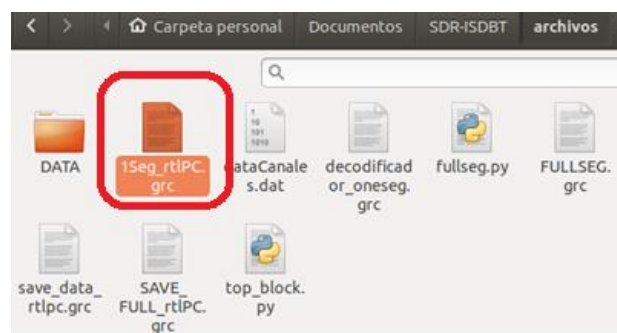 Carpeta personal Documentos SDR-ISDBT archivos
DATA
1Seg_rtlPC.
grc
dataCanale
s.dat
decodificad
or_oneseg.
grc
fullseg.py
FULLSEG.
grc
save_data_
rtlpc.grc
SAVE_
FULL_rtlPC.
grc
top_block.
py